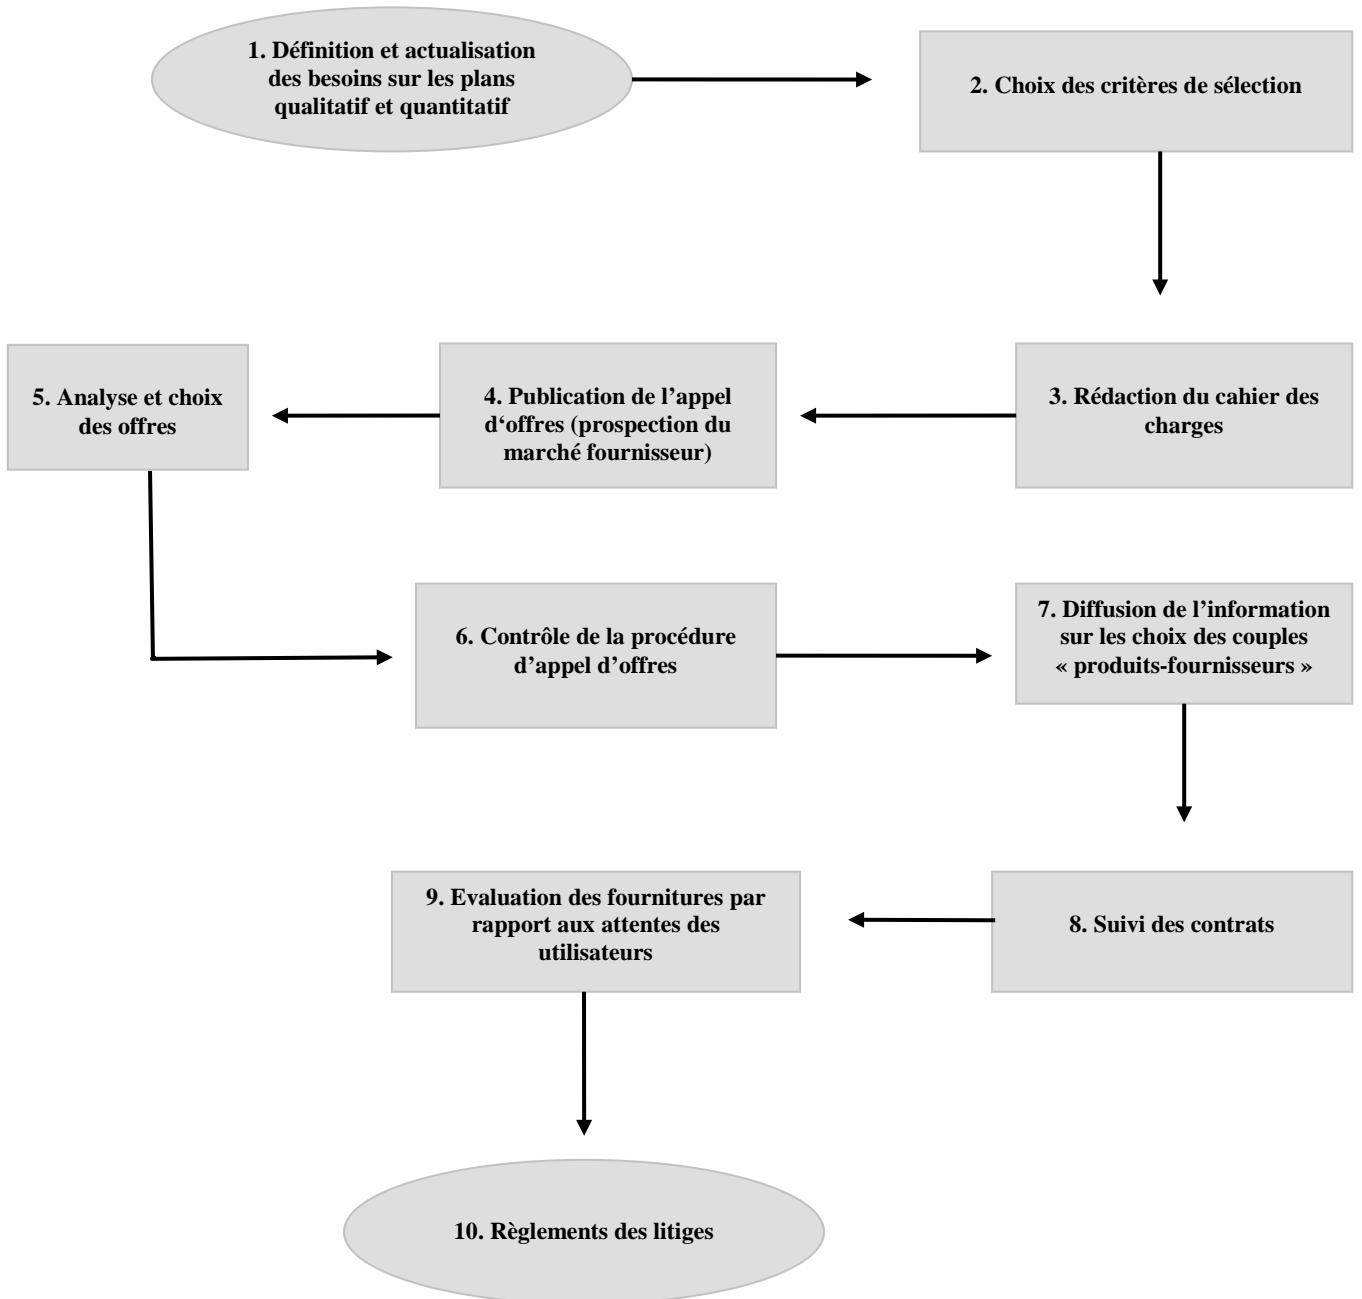 1. Définition et actualisation
des besoins sur les plans
qualitatif et quantitatif
2. Choix des critères de sélection
3. Rédaction du cahier des
charges
4. Publication de l’appel
d‘offres (prospection du
marché fournisseur)
5. Analyse et choix
des offres
6. Contrôle de la procédure
d’appel d’offres
7. Diffusion de l’information
sur les choix des couples
« produits-fournisseurs »
8. Suivi des contrats
9. Evaluation des fournitures par
rapport aux attentes des
utilisateurs
10. Règlements des litiges